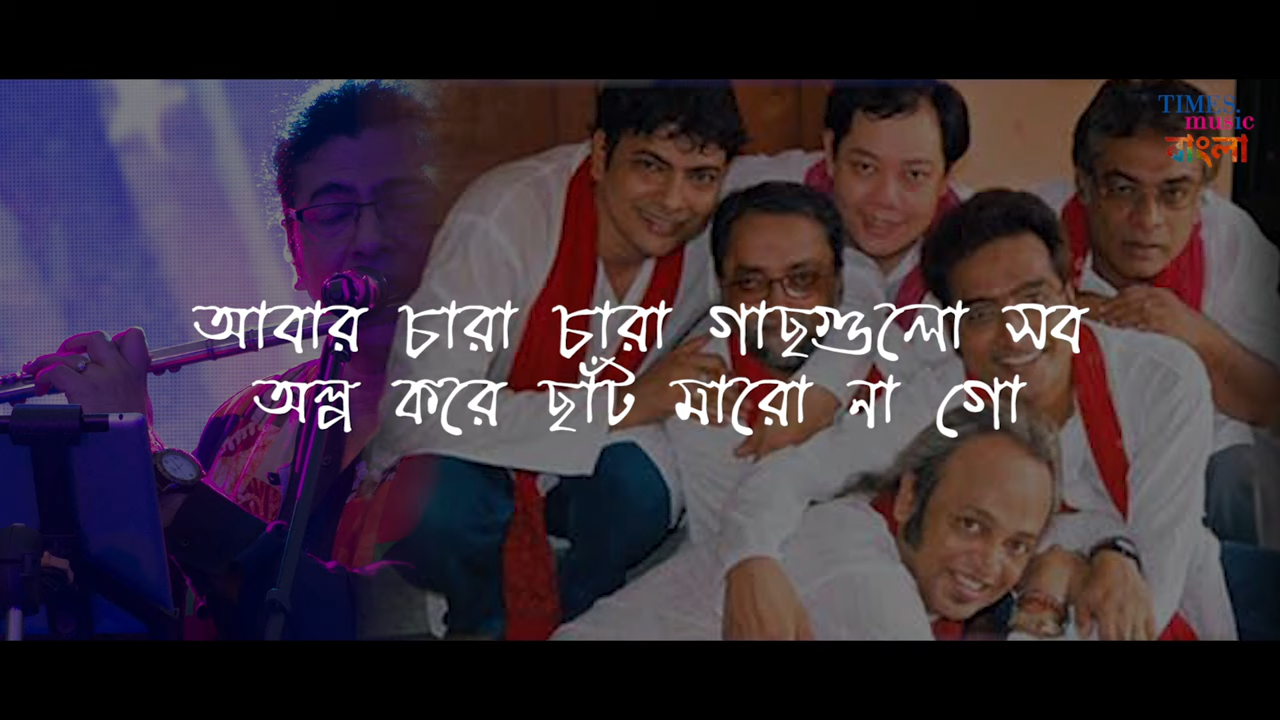 TIMES.
music
বাংলা
আবার চারা চারা গাছগুলো সব
অল্প করে ছাঁট মারো না গো